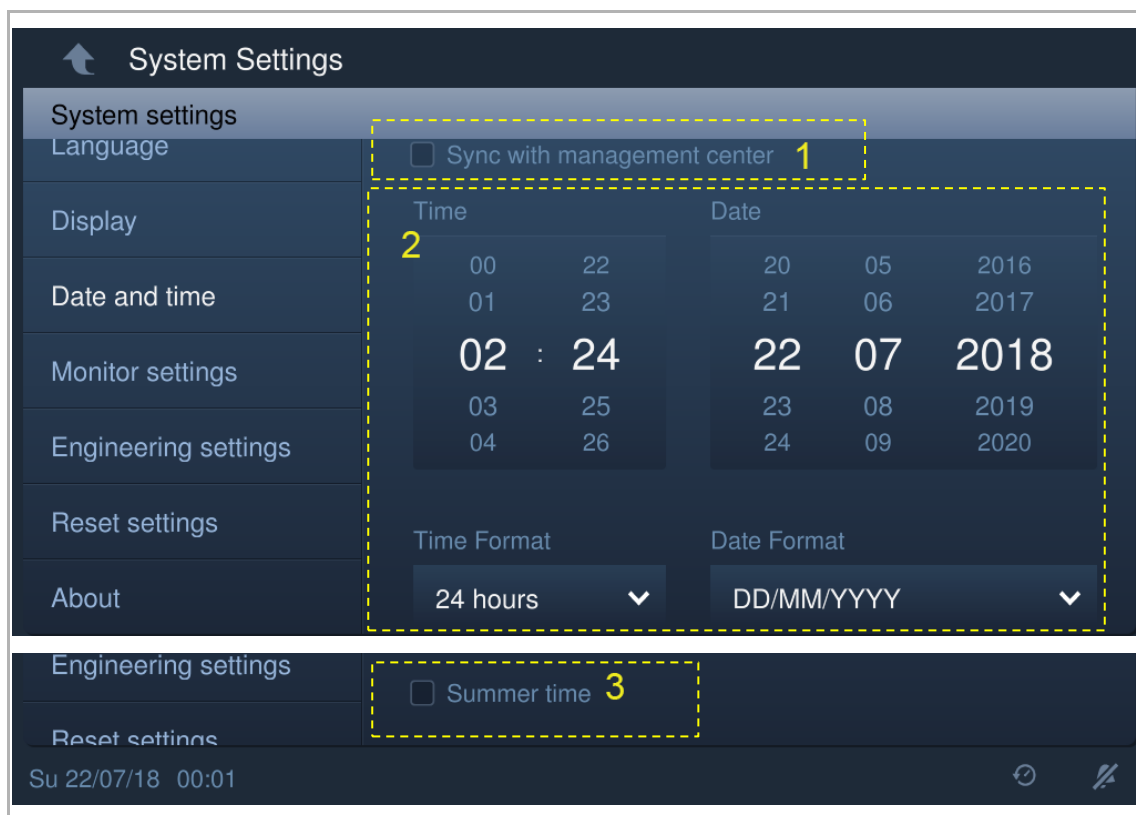 System Settings
System settings
Language
Sync with management center 1
Display
Time Date
2
00 22 20 05 2016
Date and time
01 23 21 06 2017
02 : 24 22 07 2018
Monitor settings
03 25 23 08 2019
04 26 24 09 2020
Engineering settings
Reset settings
Time Format Date Format
About
24 hours DD/MM/YYYY
Engineering settings
Summer time 3
Reset settings
Su 22/07/18 00:01